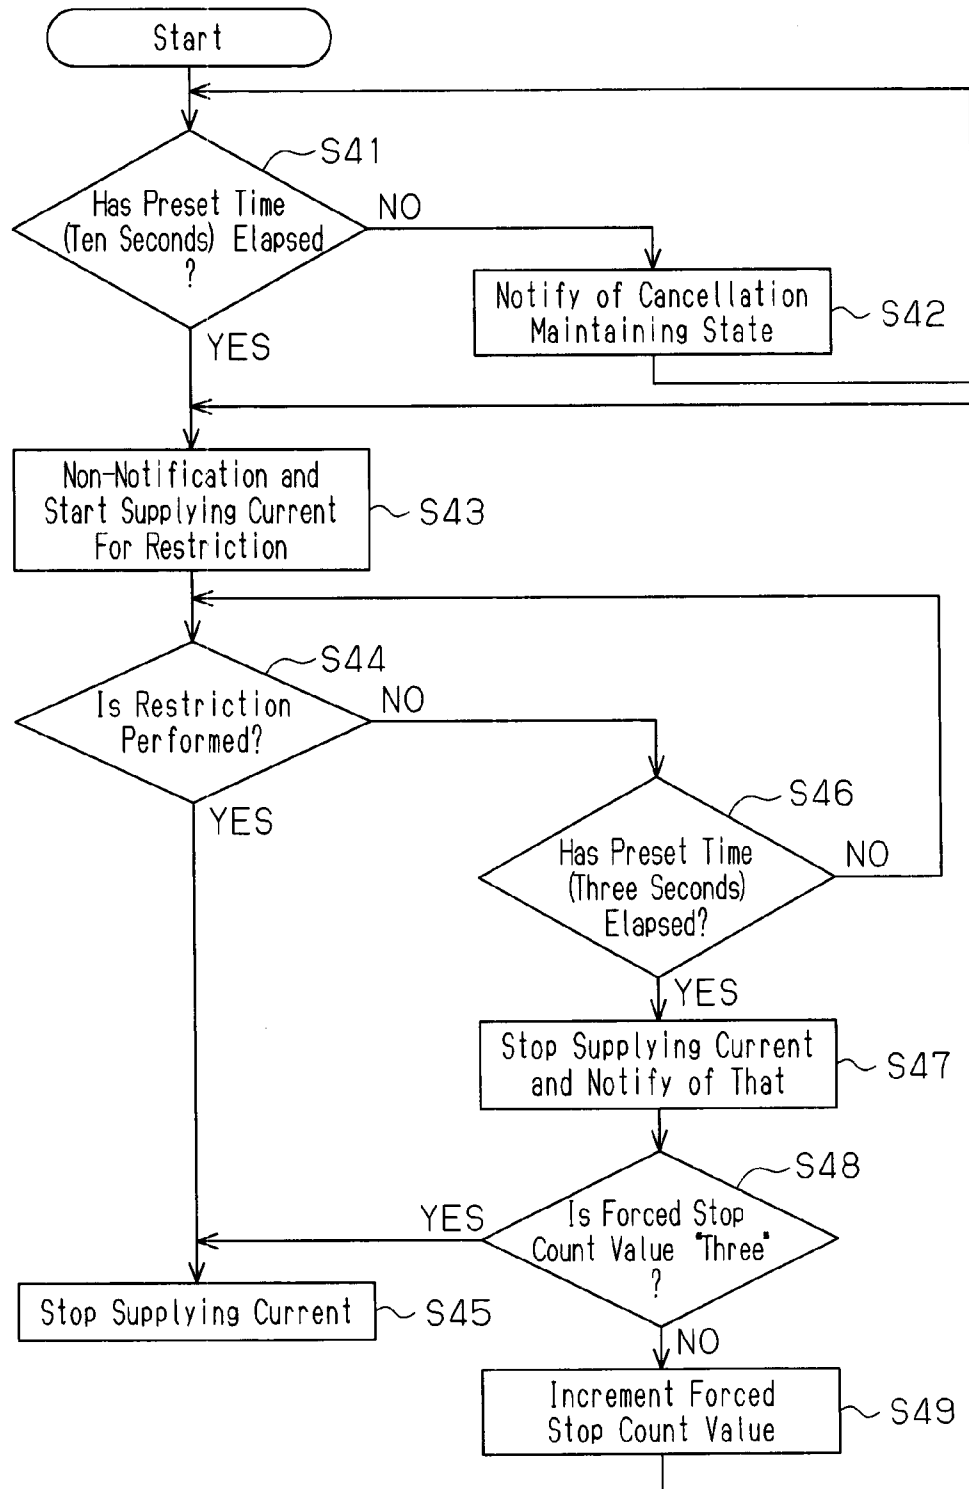 Start
S41
Has Preset Time
(Ten Seconds) Elapsed
?
NO
Notify of Cancellation
Maintaining State
S42
YES
Non-Notification and
Start Supplying Current
For Restriction
S43
S44
Is Restriction
Performed?
NO
YES
S46
Has Preset Time
(Three Seconds)
Elapsed?
NO
YES
Stop Supplying Current
and Notify of That
S47
S48
Is Forced Stop
Count Value "Three"
?
YES
Stop Supplying Current
S45
NO
Increment Forced
Stop Count Value
S49